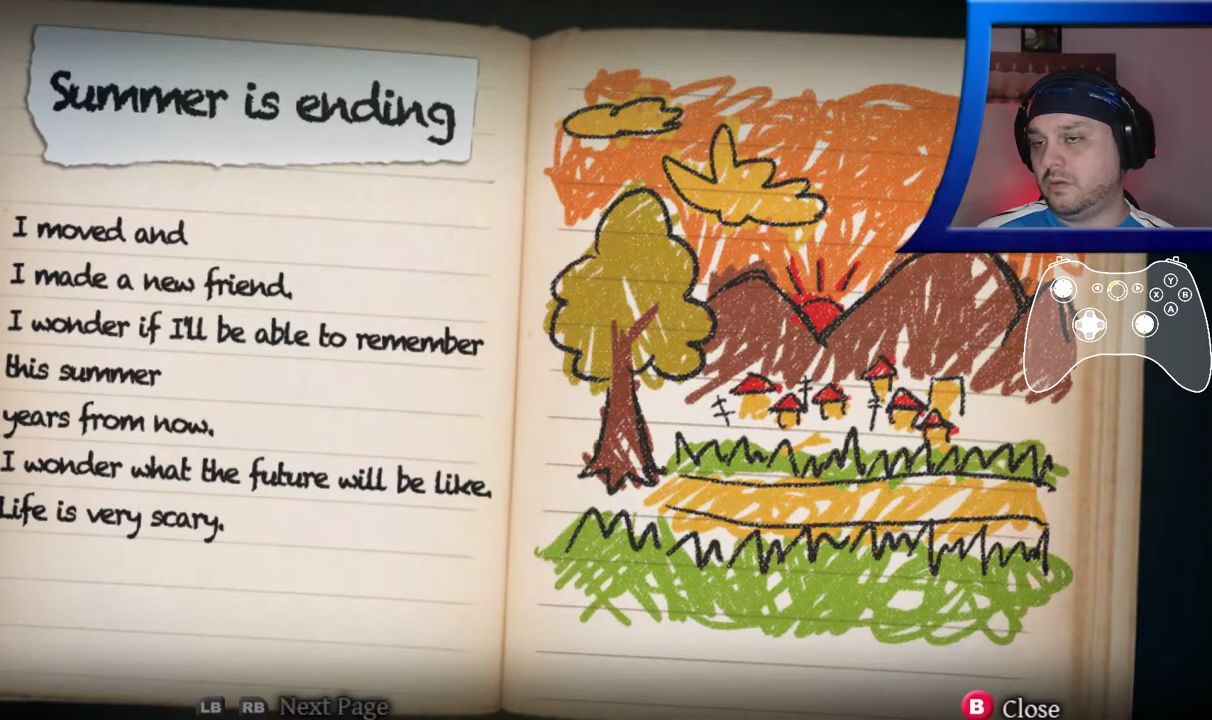 Summer is ending
I moved and
I made a new friend.
I wonder if I'll be able to remember
this summer
years from now.
I wonder what the future will be like.
Life is very scary.
LB RB Next Page
B Close
Y
X B
A